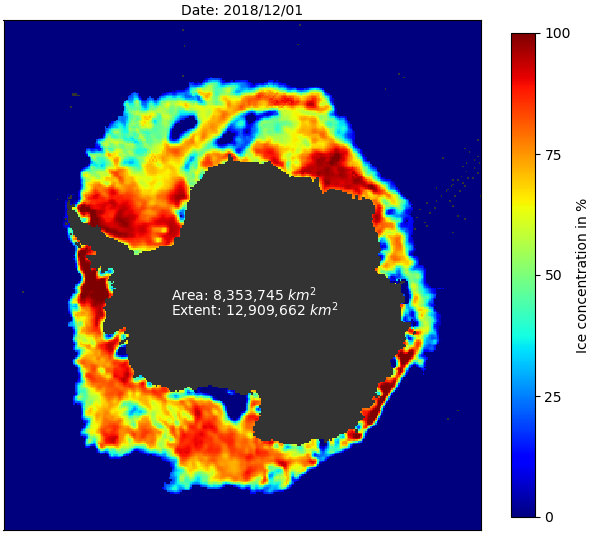 Date: 2018/12/01
Area: 8,353,745 km²
Extent: 12,909,662 km²
100
75
50
25
0
Ice concentration in %